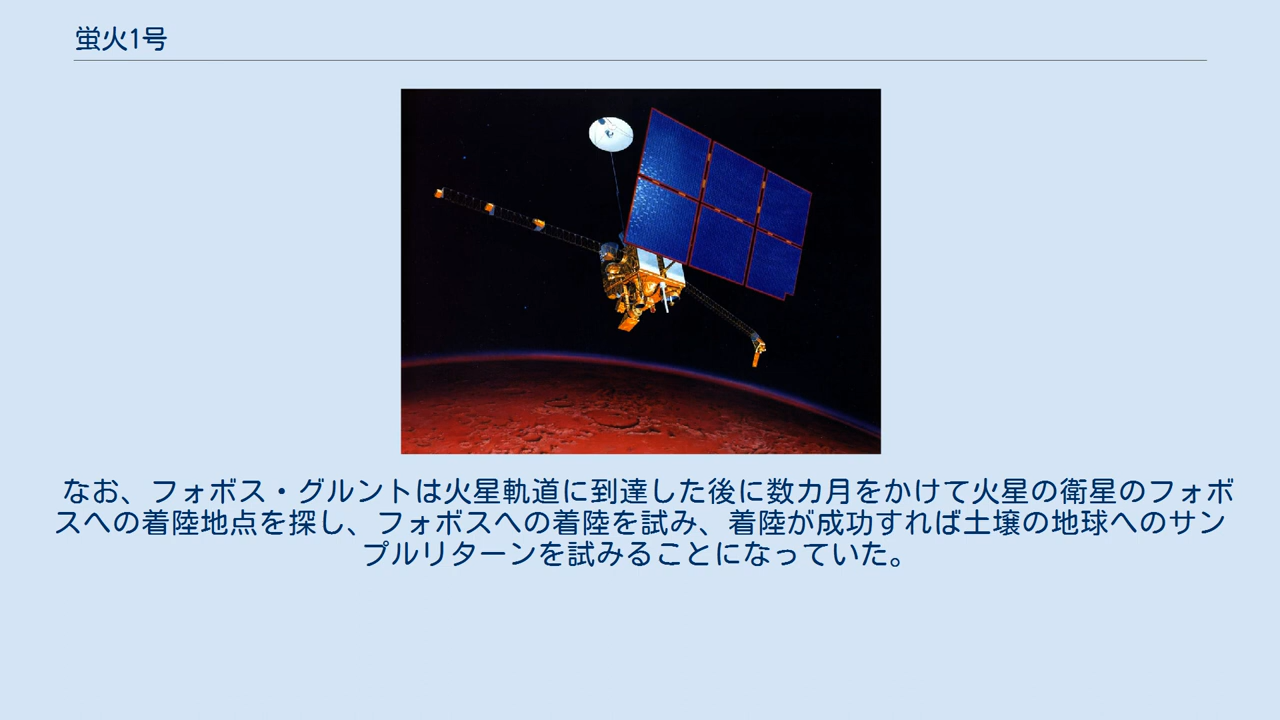 蛍火1号
なお、フォボス・グルントは火星軌道に到達した後に数カ月をかけて火星の衛星のフォボ
スへの着陸地点を探し、フォボスへの着陸を試み、着陸が成功すれば土壌の地球へのサン
プルリターンを試みることになっていた。